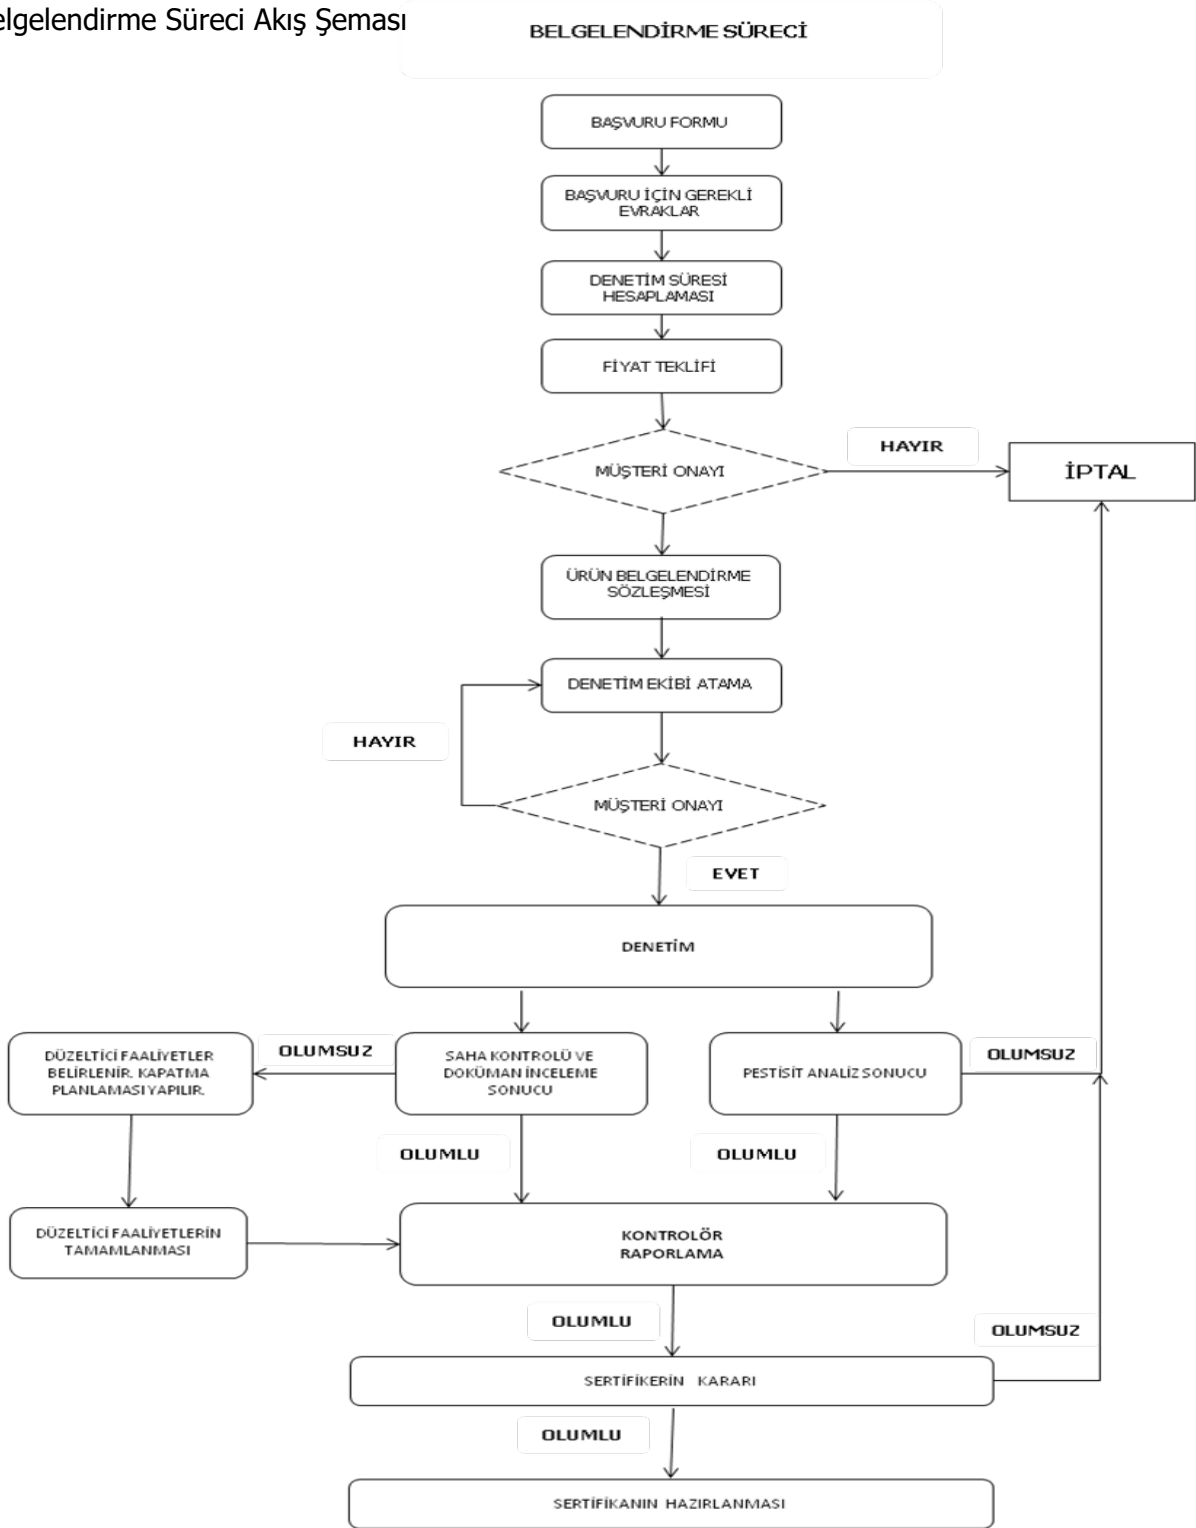 elgelendirme Süreci Akış Şeması
BELGELENDİRME SÜRECİ
BAŞVURU FORMU
BAŞVURU İÇİN GEREKLİ
EVRAKLAR
DENETİM SÜRESİ
HESAPLAMASI
FİYAT TEKLİFİ
MÜŞTERİ ONAYI
HAYIR
İPTAL
ÜRÜN BELGELENDİRME
SÖZLEŞMESİ
DENETİM EKİBİ ATAMA
HAYIR
MÜŞTERİ ONAYI
EVET
DENETİM
DÜZELTİCİ FAALİYETLER
BELİRLENİR. KAPATMA
PLANLAMASI YAPILIR.
OLUMSUZ
SAHA KONTROLÜ VE
DOKÜMAN İNCELEME
SONUCU
PESTİSİT ANALİZ SONUCU
OLUMSUZ
OLUMLU
OLUMLU
DÜZELTİCİ FAALİYETLERİN
TAMAMLANMASI
KONTROLÖR
RAPORLAMA
OLUMLU
OLUMSUZ
SERTİFİKERİN KARARI
OLUMLU
SERTİFİKANIN HAZIRLANMASI